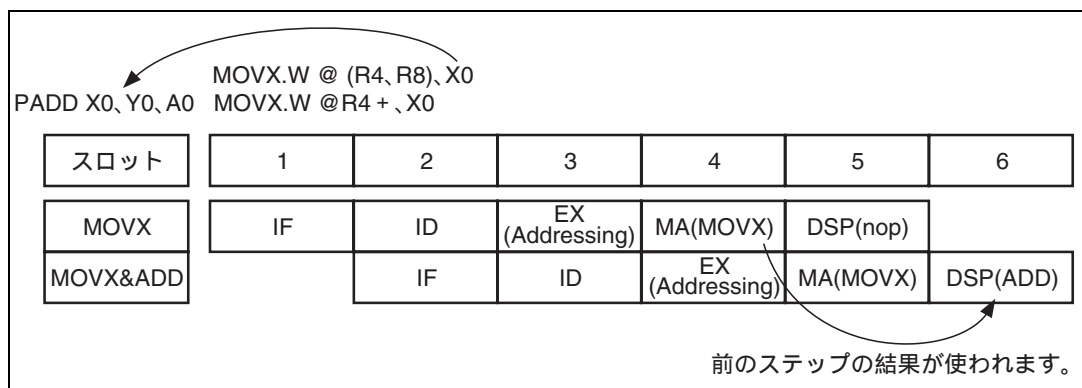 MOVX.W @ (R4、R8)、X0
PADD X0、Y0、A0 MOVX.W @R4 + 、X0
スロット 1 2 3 4 5 6
MOVX IF ID EX (Addressing) MA(MOVX) DSP(nop)
MOVX&ADD IF ID EX (Addressing) MA(MOVX) DSP(ADD)
前のステップの結果が使われます。